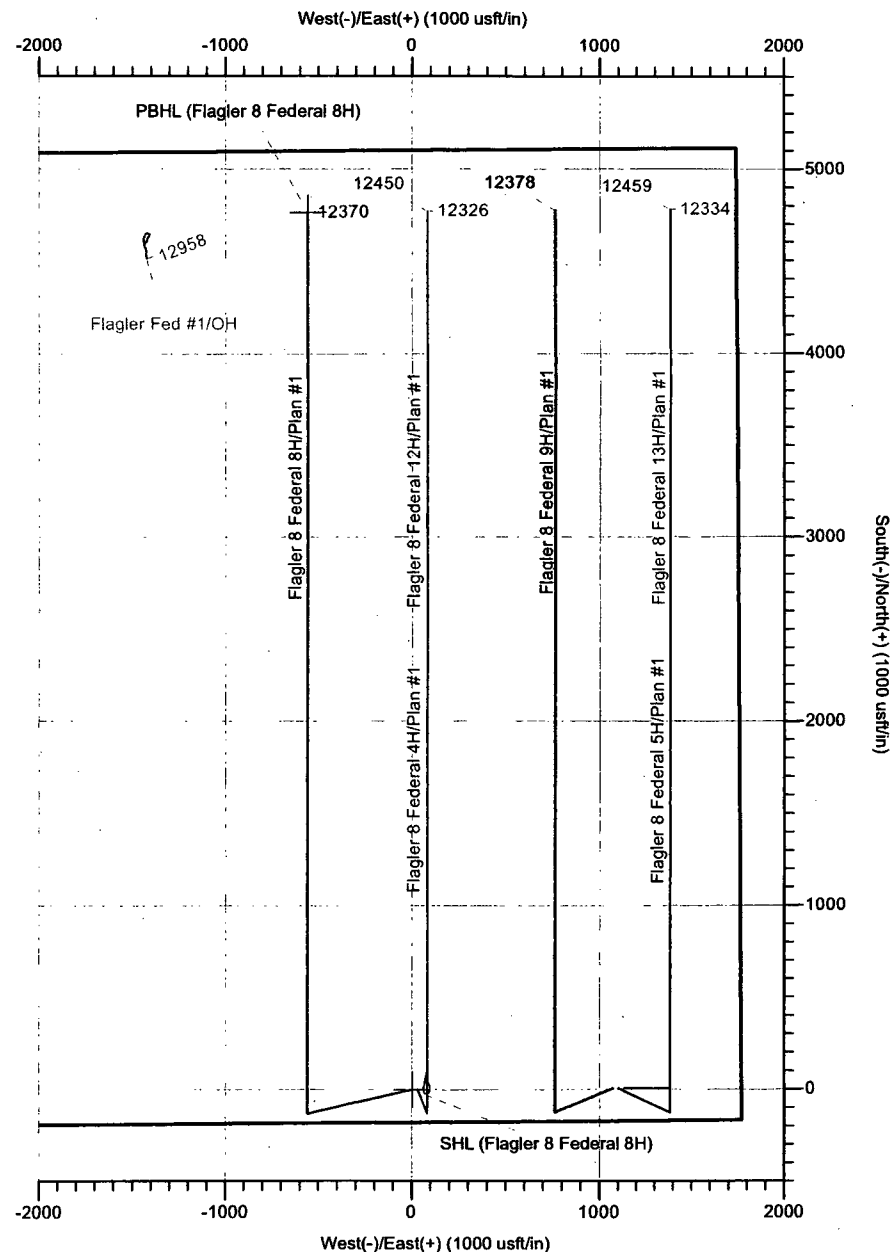 West(-)/East(+) (1000 usft/in)
-2000 -1000 0 1000 2000
PBHL (Flagler 8 Federal 8H)
5000
12450 12378 12459
12370 12326 12334
12958
Flagler Fed #1/OH
4000
Flagler 8 Federal 8H/Plan #1
Flagler 8 Federal 12H/Plan #1
Flagler 8 Federal 9H/Plan #1
Flagler 8 Federal 13H/Plan #1
3000
South(-)/North(+) (1000 usft/in)
Flagler 8 Federal 4H/Plan #1
Flagler 8 Federal 5H/Plan #1
2000
1000
0
SHL (Flagler 8 Federal 8H)
-2000 -1000 0 1000 2000
West(-)/East(+) (1000 usft/in)